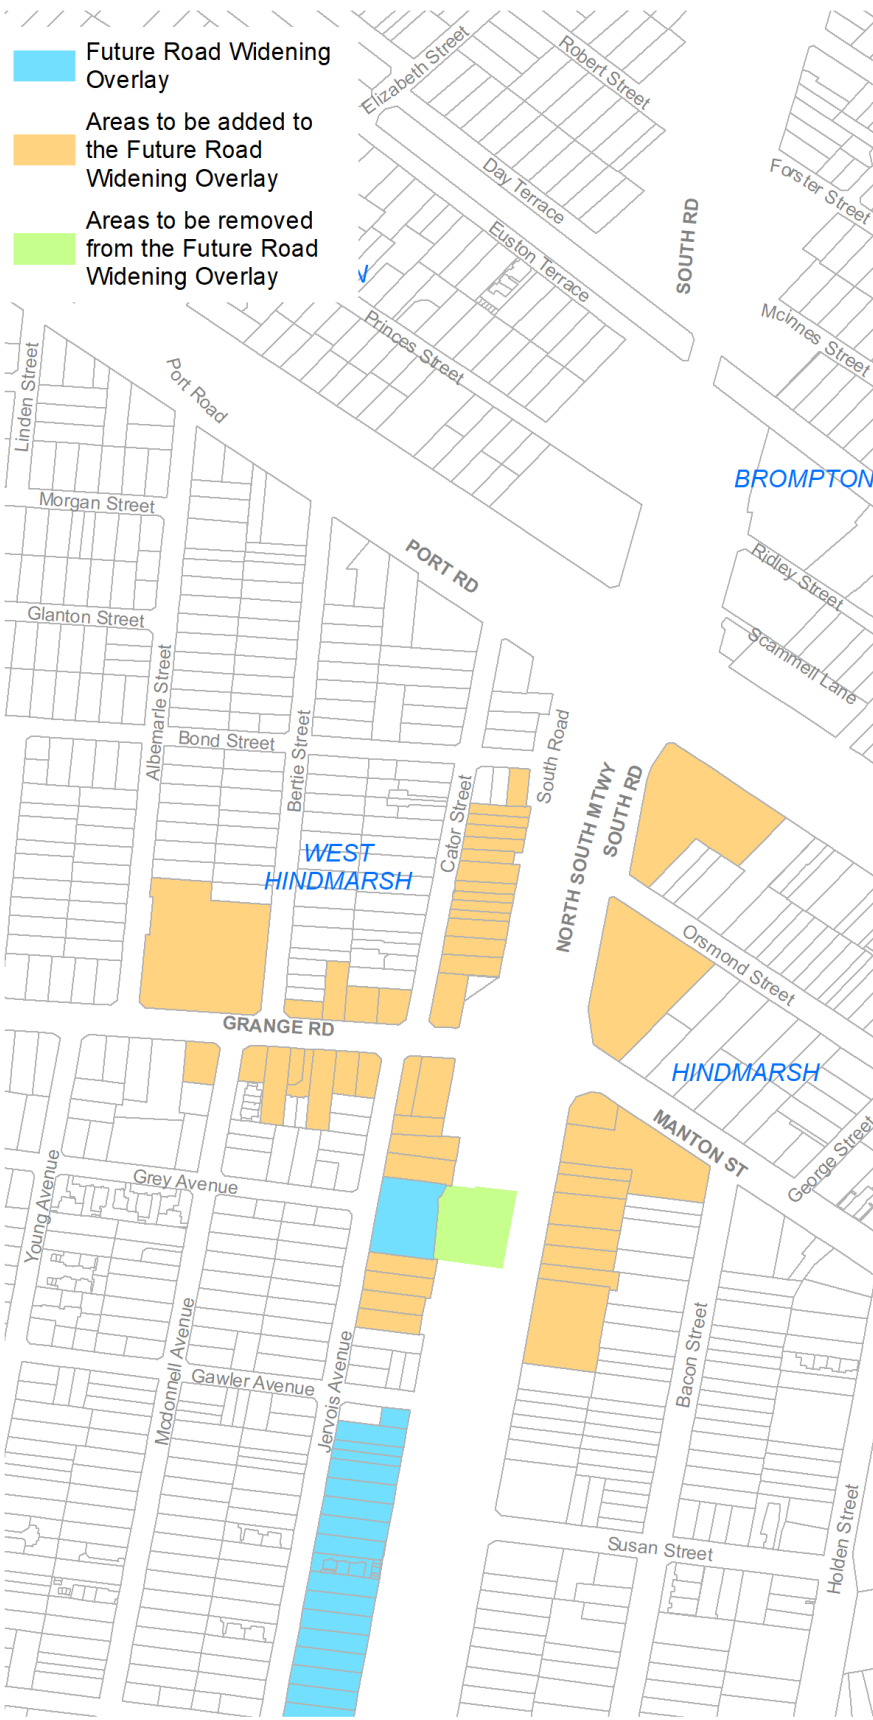 Future Road Widening
Overlay
Areas to be added to
the Future Road
Widening Overlay
Areas to be removed
from the Future Road
Widening Overlay
Elizabeth Street
Robert Street
Day Terrace
Forster Street
SOUTH RD
Euston Terrace
Princes Street
McInnes Street
Linden Street
Port Road
BROMPTON
Morgan Street
PORT RD
Ridley Street
Glanton Street
Scammell Lane
Albemarle Street
Bond Street
Bertie Street
South Road
Cator Street
NORTH SOUTH MTWY
SOUTH RD
WEST
HINDMARSH
Orsmond Street
GRANGE RD
HINDMARSH
MANTON ST
George Street
Young Avenue
Grey Avenue
Mcdonnell Avenue
Gawler Avenue
Jervois Avenue
Bacon Street
Susan Street
Holden Street